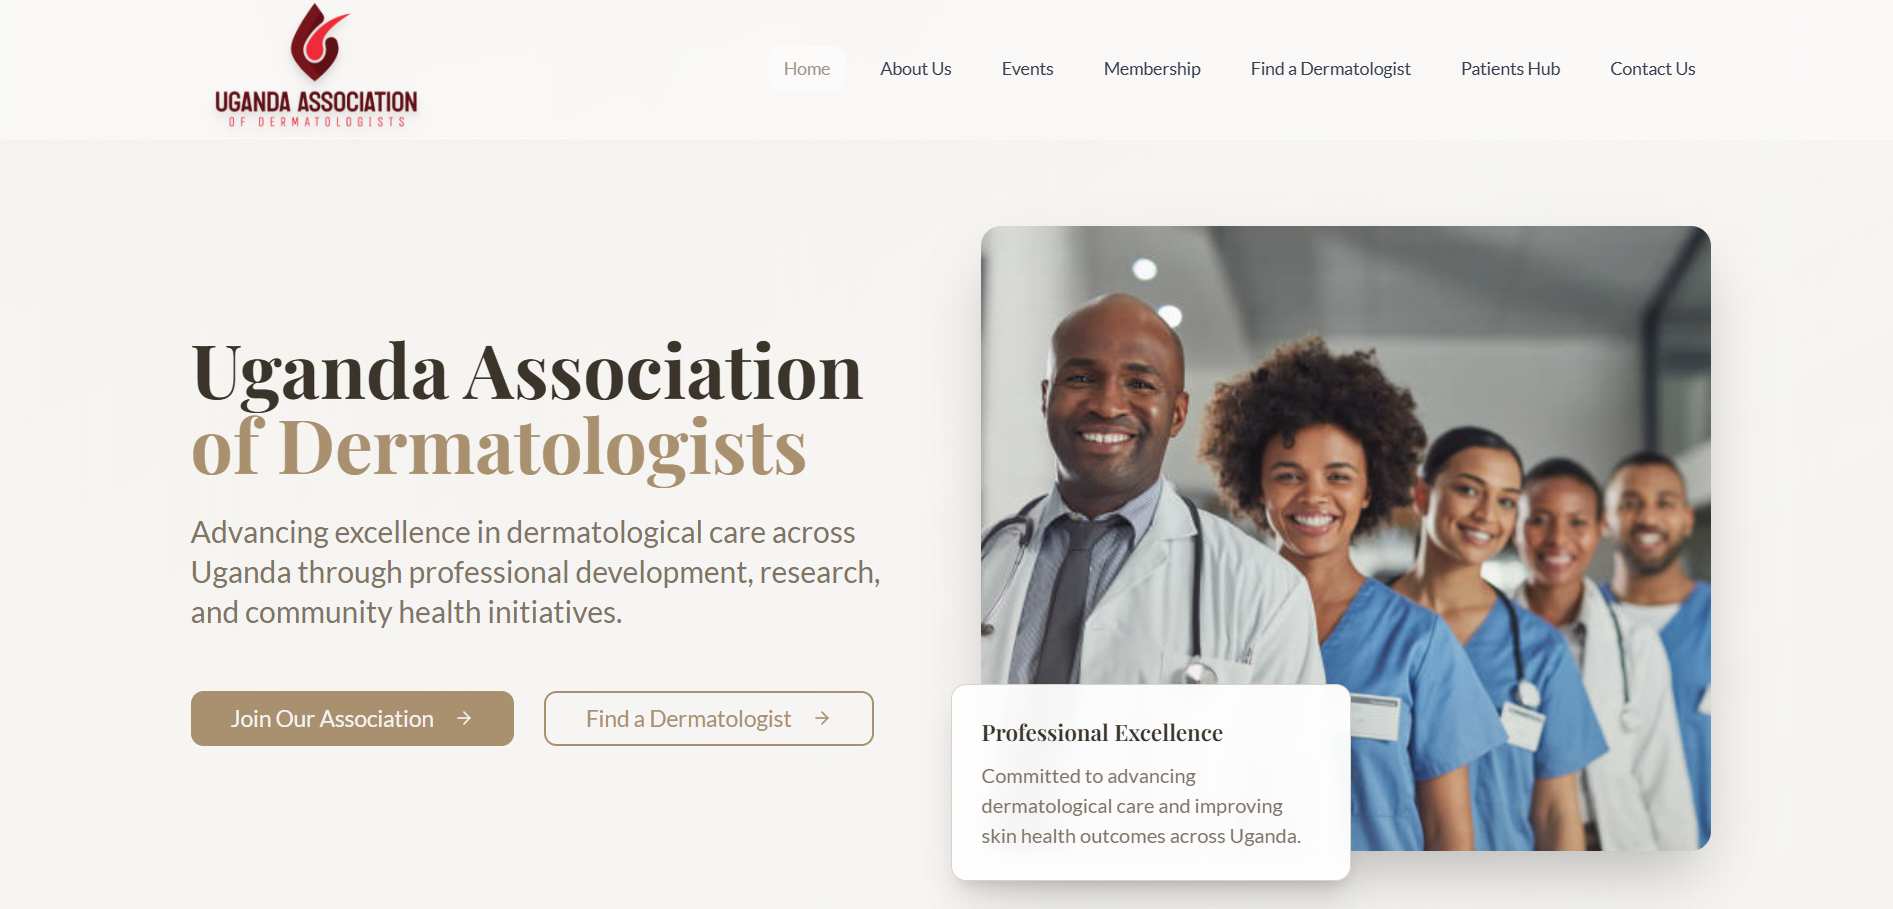 UGANDA ASSOCIATION
OF DERMATOLOGISTS
Home
About Us
Events
Membership
Find a Dermatologist
Patients Hub
Contact Us
Uganda Association
of Dermatologists
Advancing excellence in dermatological care across
Uganda through professional development, research,
and community health initiatives.
Join Our Association →
Find a Dermatologist →
Professional Excellence
Committed to advancing
dermatological care and improving
skin health outcomes across Uganda.